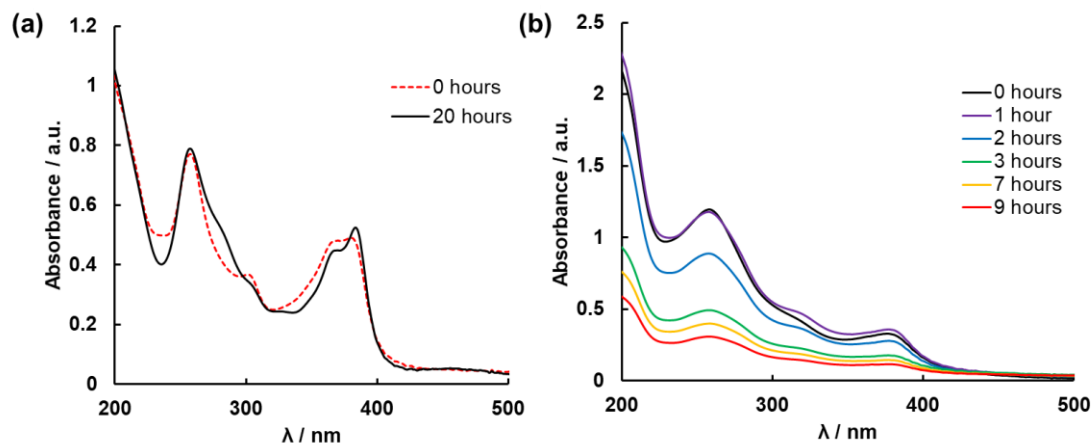 (a)
1.2
1
0.8
0.6
0.4
0.2
0
Absorbance / a.u.
200
300
400
500
λ / nm
0 hours
20 hours
(b)
2.5
2
1.5
1
0.5
0
Absorbance / a.u.
200
300
400
500
λ / nm
0 hours
1 hour
2 hours
3 hours
7 hours
9 hours